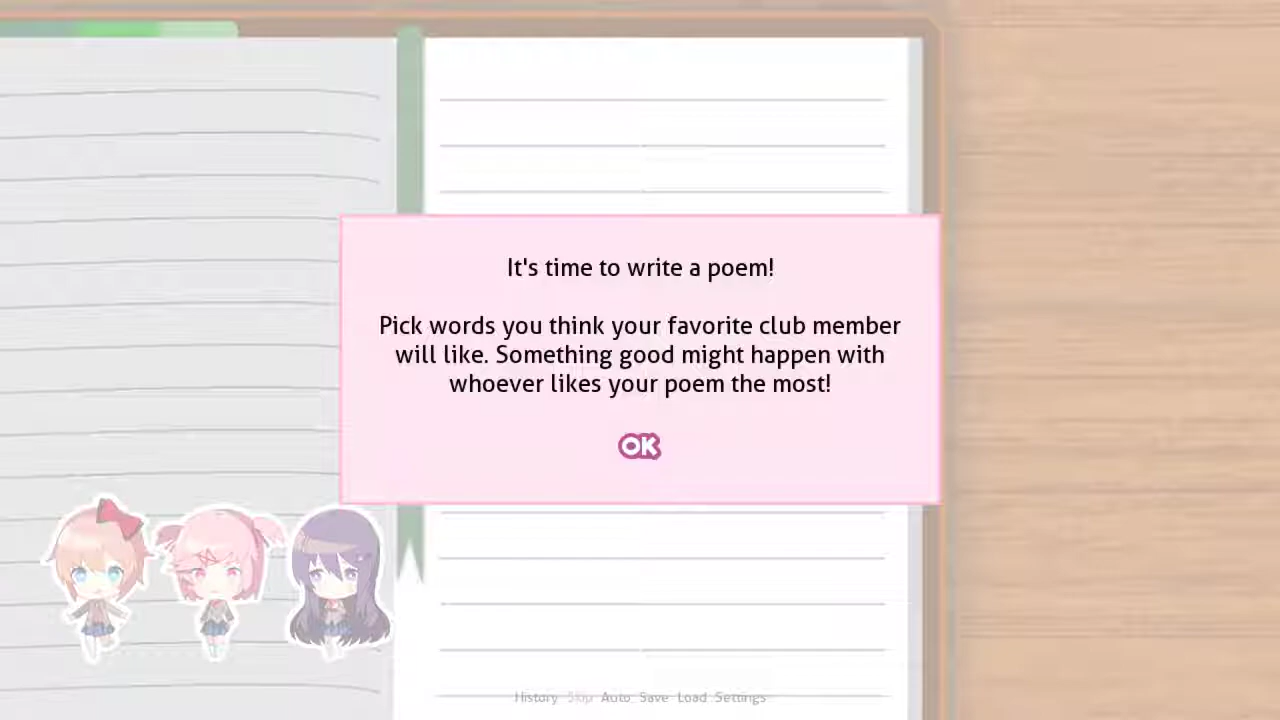 It's time to write a poem!
Pick words you think your favorite club member
will like. Something good might happen with
whoever likes your poem the most!
OK
History Skip Auto Save Load Settings